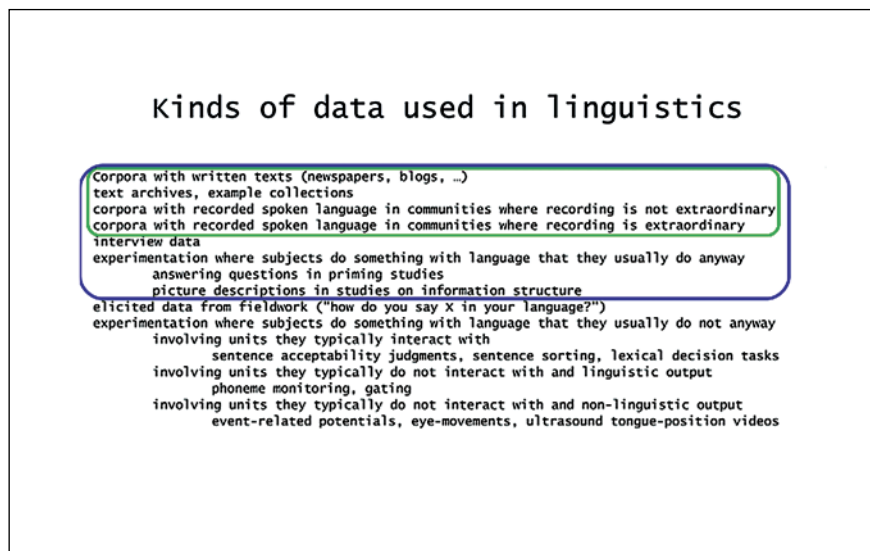 Kinds of data used in linguistics
Corpora with written texts (newspapers, blogs, …)
text archives, example collections
corpora with recorded spoken language in communities where recording is not extraordinary
corpora with recorded spoken language in communities where recording is extraordinary
interview data
experimentation where subjects do something with language that they usually do anyway
answering questions in priming studies
picture descriptions in studies on information structure
elicited data from fieldwork ("how do you say X in your language?")
experimentation where subjects do something with language that they usually do not anyway
involving units they typically interact with
sentence acceptability judgments, sentence sorting, lexical decision tasks
involving units they typically do not interact with and linguistic output
phoneme monitoring, gating
involving units they typically do not interact with and non-linguistic output
event-related potentials, eye-movements, ultrasound tongue-position videos